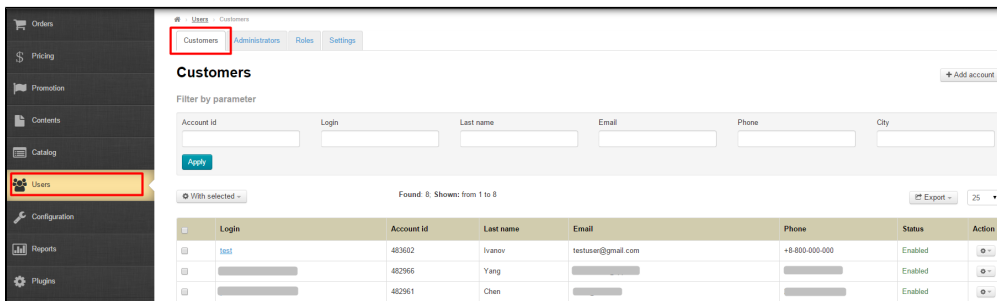 Orders
Pricing
Promotion
Contents
Catalog
Users
Configuration
Reports
Plugins
Users Customers
Customers Administrators Roles Settings
Customers
+ Add account
Filter by parameter
Account id Login Last name Email Phone City
Apply
With selected Found: 8; Shown: from 1 to 8 Export 25
Login Account id Last name Email Phone Status Action
test 483602 Ivanov testuser@gmail.com +8-800-000-000 Enabled
482966 Yang Enabled
482961 Chen Enabled